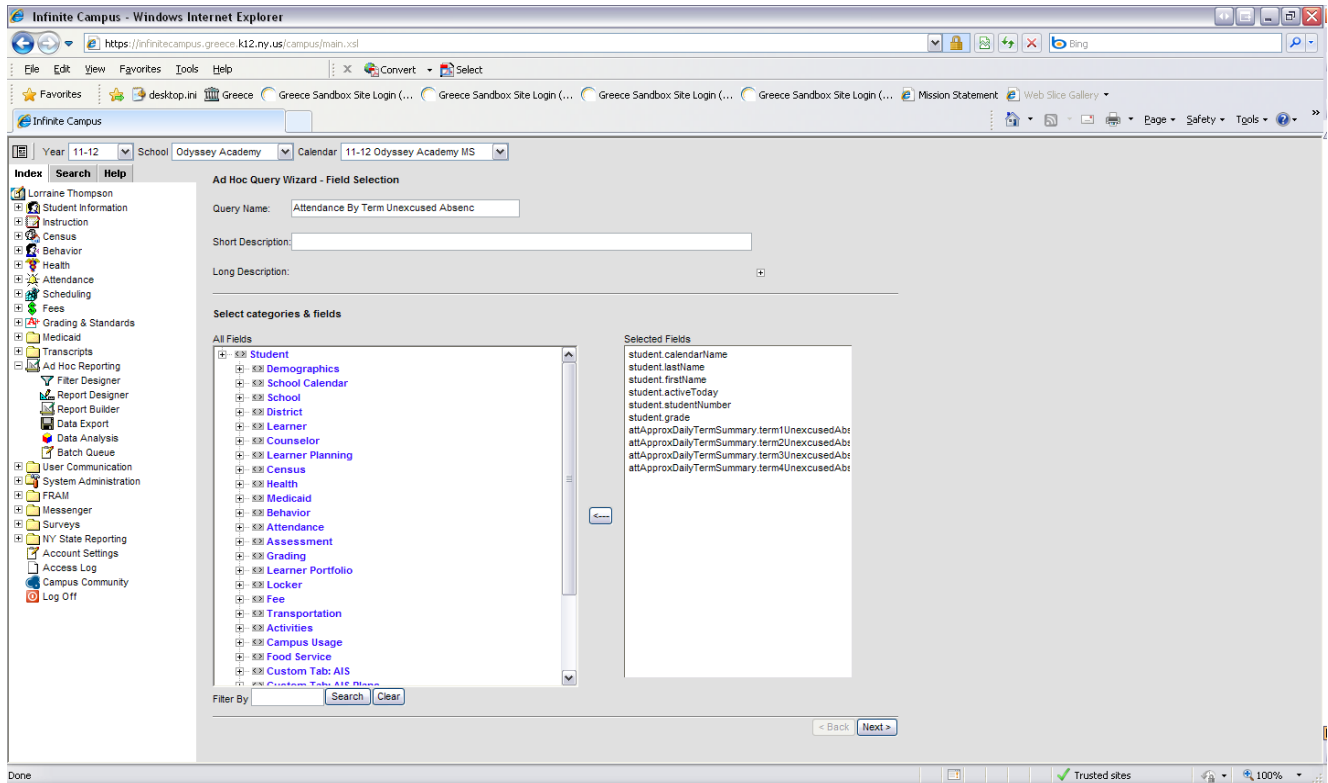 Infinite Campus - Windows Internet Explorer
https://infinitecampus.greece.k12.ny.us/campus/main.xsl
Bing
File Edit View Favorites Tools Help
X Convert Select
Favorites desktop.ini Greece Greece Sandbox Site Login (... Greece Sandbox Site Login (... Greece Sandbox Site Login (... Greece Sandbox Site Login (... Mission Statement Web Slice Gallery
Infinite Campus
Page Safety Tools »
Year 11-12 School Odyssey Academy Calendar 11-12 Odyssey Academy MS
Index Search Help
Lorraine Thompson
Student Information
Instruction
Census
Behavior
Health
Attendance
Scheduling
Fees
Grading & Standards
Medicaid
Transcripts
Ad Hoc Reporting
Filter Designer
Report Designer
Report Builder
Data Export
Data Analysis
Batch Queue
User Communication
System Administration
FRAM
Messenger
Surveys
NY State Reporting
Account Settings
Access Log
Campus Community
Log Off
Ad Hoc Query Wizard - Field Selection
Query Name: Attendance By Term Unexcused Absenc
Short Description:
Long Description:
Select categories & fields
All Fields
Student
Demographics
School Calendar
School
District
Learner
Counselor
Learner Planning
Census
Health
Medicaid
Behavior
Attendance
Assessment
Grading
Learner Portfolio
Locker
Fee
Transportation
Activities
Campus Usage
Food Service
Custom Tab: AIS
Custom Tab: AIS Plans
Filter By Search Clear
<---
Selected Fields
student.calendarName
student.lastName
student.firstName
student.activeToday
student.studentNumber
student.grade
attApproxDailyTermSummary.term1UnexcusedAbs
attApproxDailyTermSummary.term2UnexcusedAbs
attApproxDailyTermSummary.term3UnexcusedAbs
attApproxDailyTermSummary.term4UnexcusedAbs
< Back Next >
Done Trusted sites 100%